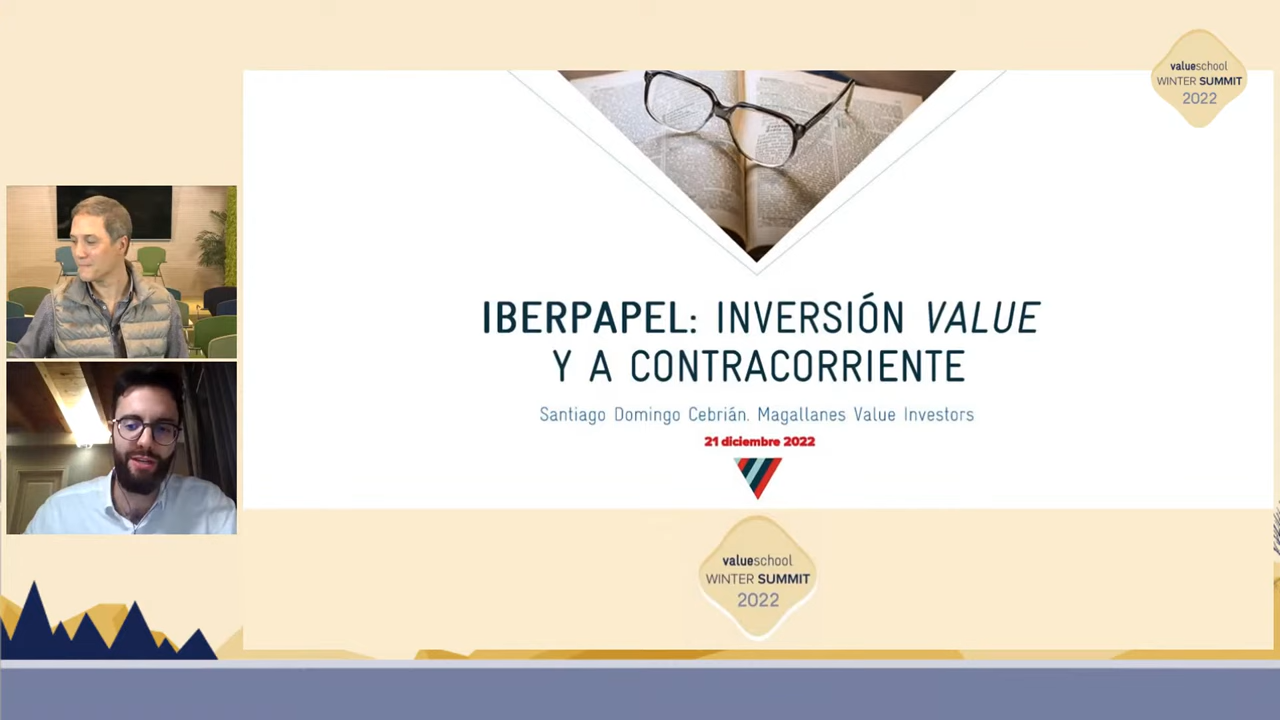 valueschool
WINTER SUMMIT
2022
IBERPAPEL: INVERSIÓN VALUE
Y A CONTRACORRIENTE
Santiago Domingo Cebrián. Magallanes Value Investors
21 diciembre 2022
valueschool
WINTER SUMMIT
2022